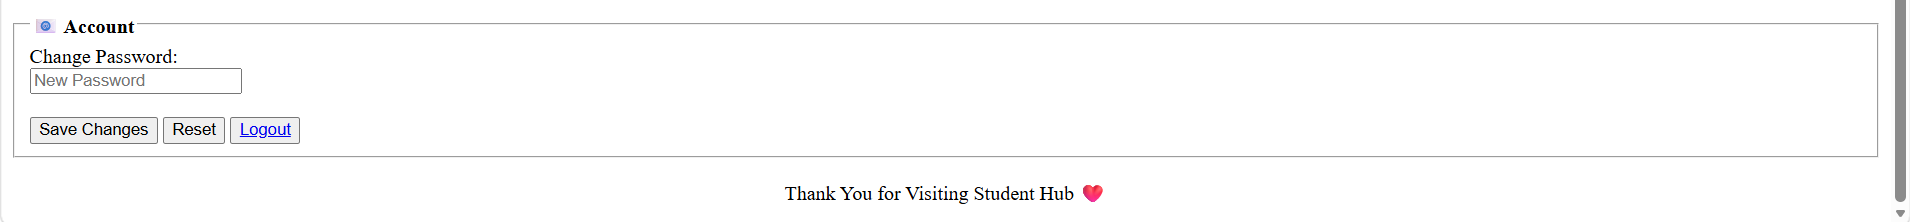 Account
Change Password:
New Password
Save Changes Reset Logout
Thank You for Visiting Student Hub ❤️